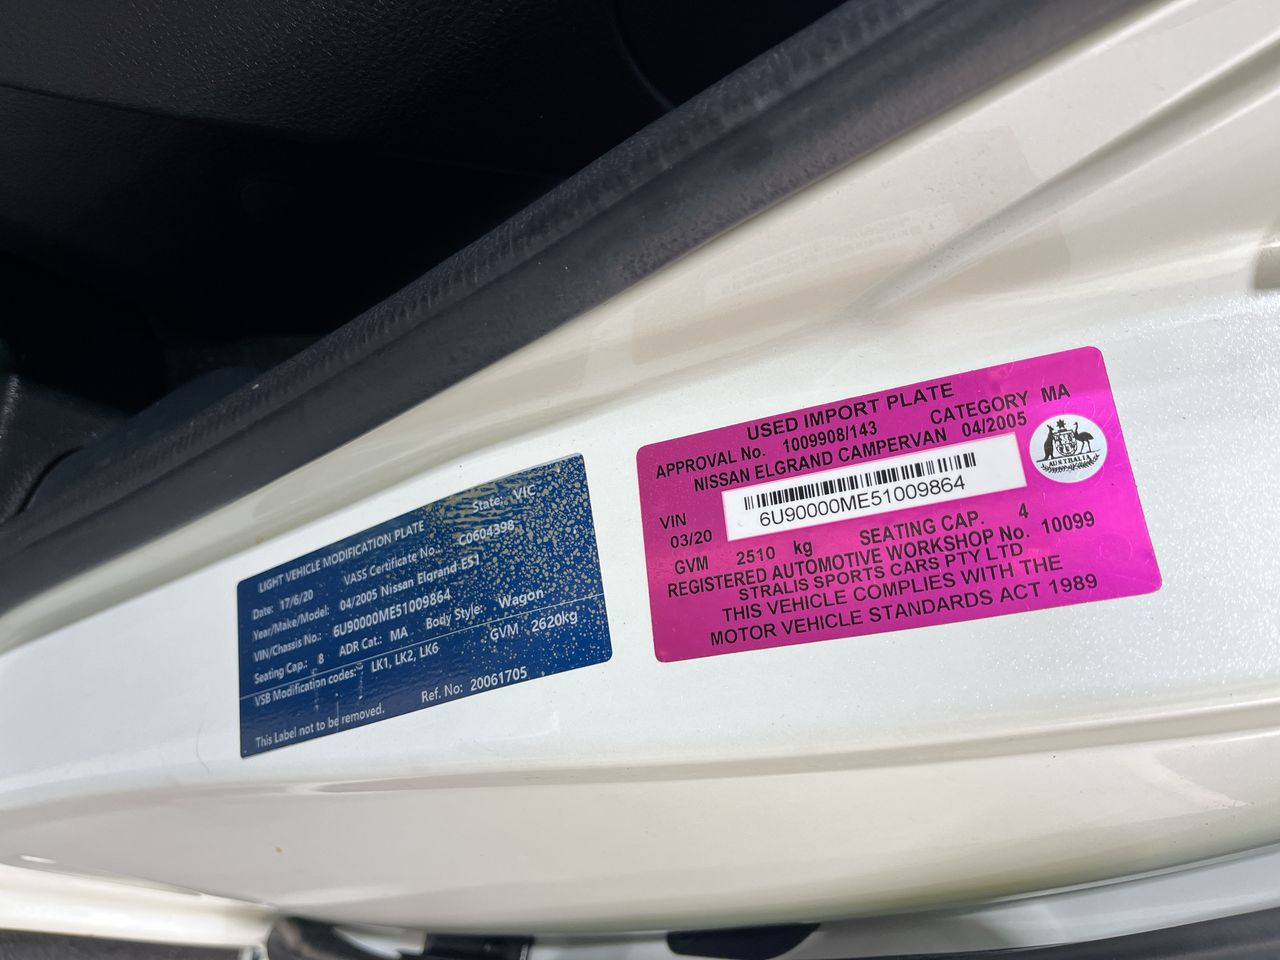 LIGHT VEHICLE MODIFICATION PLATE
Date: 17/6/20 VASS Certificate No.: C0604398 State: VIC
Year/Make/Model: 04/2005 Nissan Elgrand E51
VIN/Chassis No.: 6U90000ME51009864
Seating Cap.: 8 ADR Cat.: MA Body Style: Wagon
VSB Modification codes: LK1, LK2, LK6 GVM 2620kg
Ref. No: 20061705
This Label not to be removed.
USED IMPORT PLATE
APPROVAL No. 1009908/143 CATEGORY MA
NISSAN ELGRAND CAMPERVAN 04/2005
AUSTRALIA
VIN 6U90000ME51009864
03/20
GVM 2510 kg SEATING CAP. 4
REGISTERED AUTOMOTIVE WORKSHOP No. 10099
STRALIS SPORTS CARS PTY LTD
THIS VEHICLE COMPLIES WITH THE
MOTOR VEHICLE STANDARDS ACT 1989